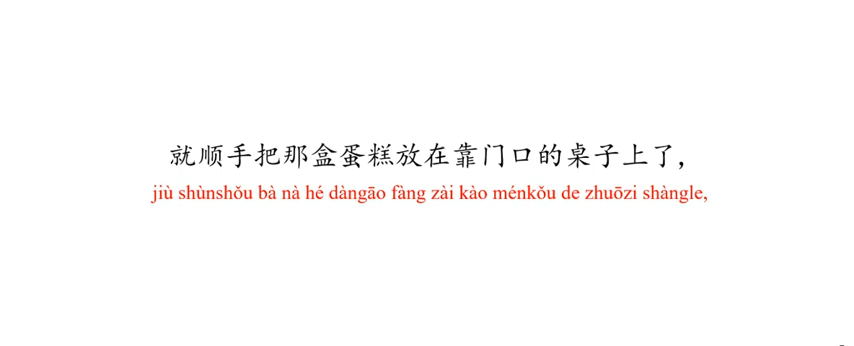 就顺手把那盒蛋糕放在靠门口的桌子上了，
jiù shùnshǒu bà nà hé dàngāo fàng zài kào ménkǒu de zhuōzi shàngle,